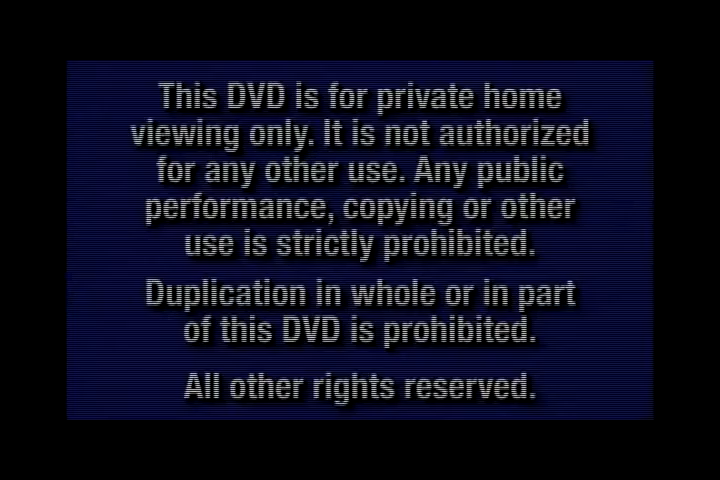 This DVD is for private home
viewing only. It is not authorized
for any other use. Any public
performance, copying or other
use is strictly prohibited.
Duplication in whole or in part
of this DVD is prohibited.
All other rights reserved.